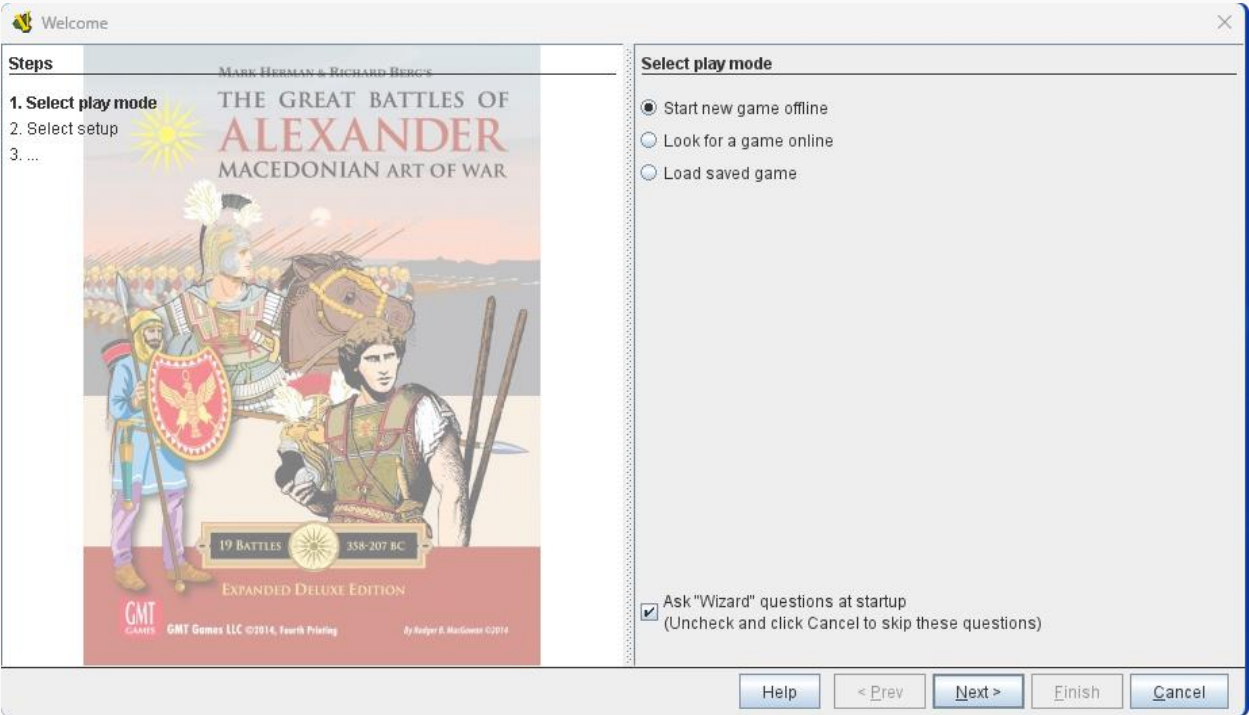 Welcome
Steps
1. Select play mode
2. Select setup
3. ...
MARK HERMAN & RICHARD BERG'S
THE GREAT BATTLES OF
ALEXANDER
MACEDONIAN ART OF WAR
19 BATTLES
358-207 BC
EXPANDED DELUXE EDITION
GMT
GAMES
GMT Games LLC ©2014, Fourth Printing
By Rodger B. MacGowan ©2014
Select play mode
Start new game offline
Look for a game online
Load saved game
Ask "Wizard" questions at startup
(Uncheck and click Cancel to skip these questions)
Help
< Prev
Next >
Finish
Cancel